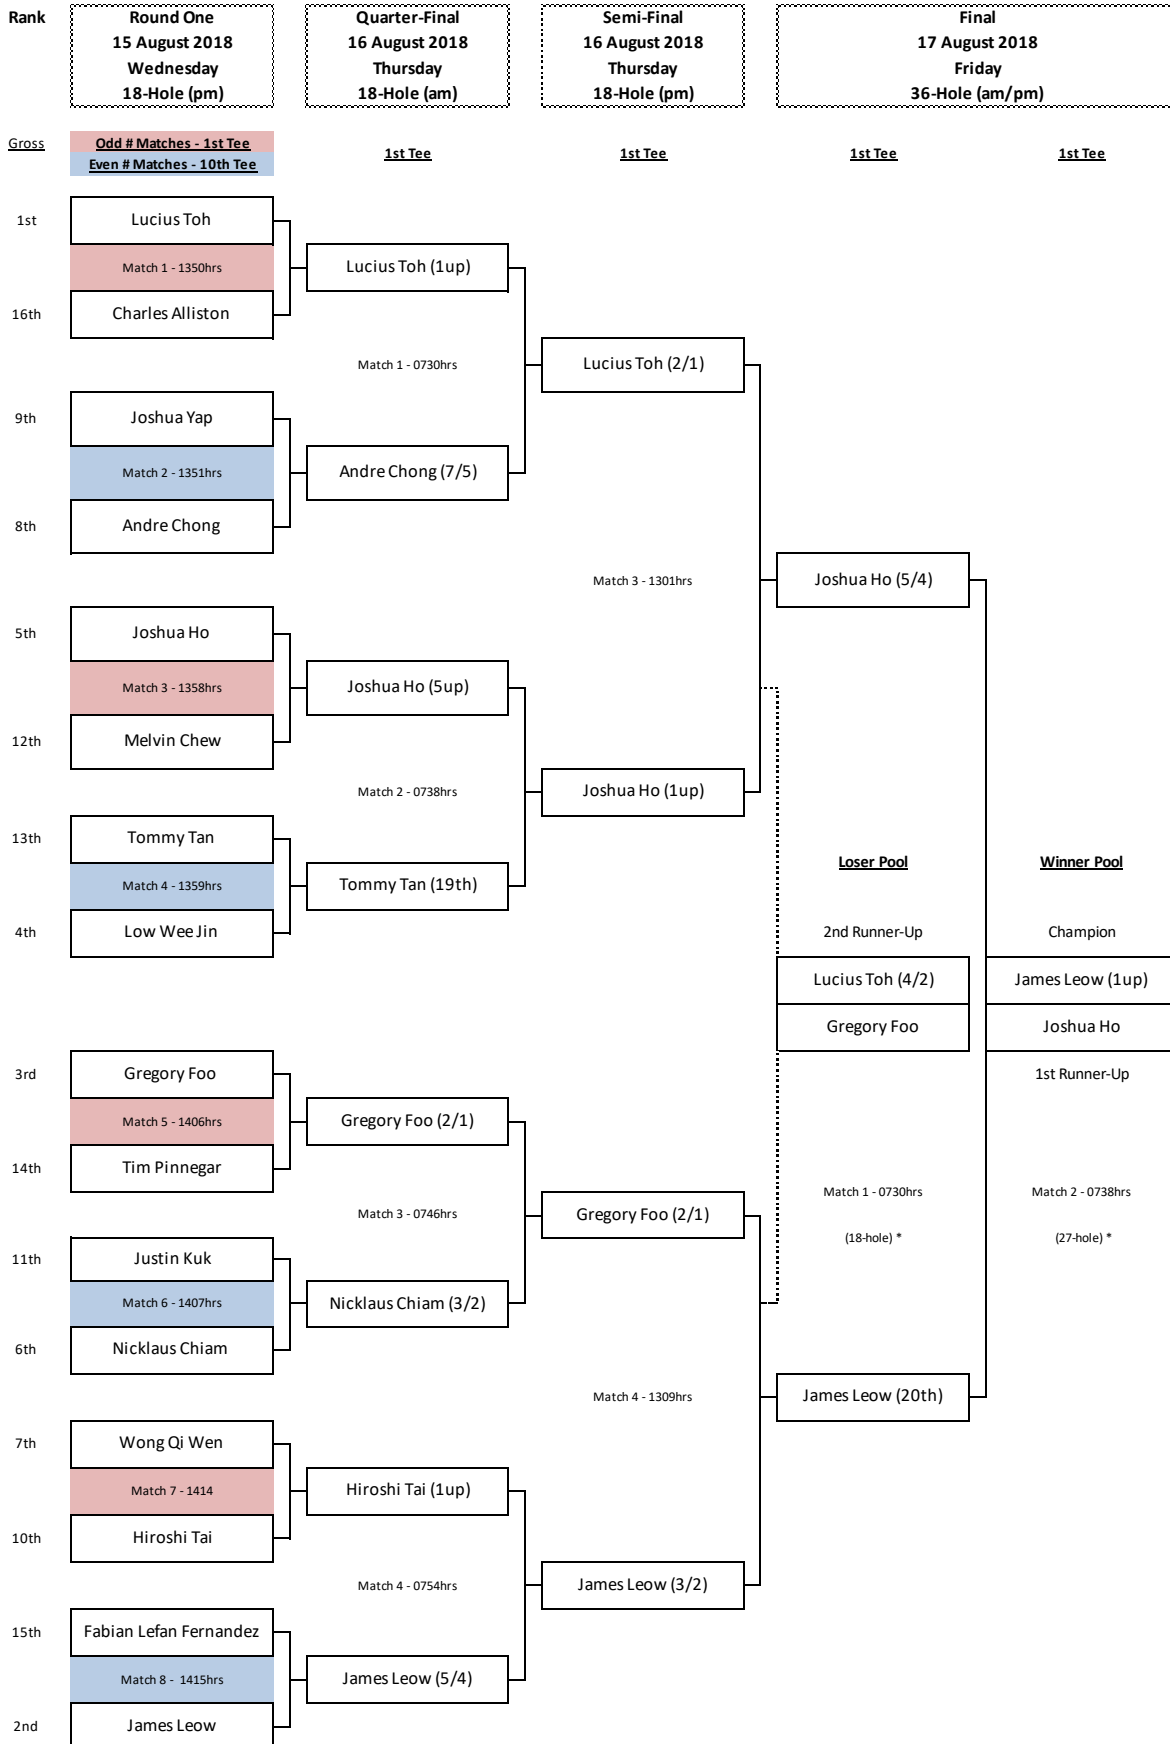 Rank
Round One
15 August 2018
Wednesday
18-Hole (pm)
Quarter-Final
16 August 2018
Thursday
18-Hole (am)
Semi-Final
16 August 2018
Thursday
18-Hole (pm)
Final
17 August 2018
Friday
36-Hole (am/pm)
Gross
Odd # Matches - 1st Tee
Even # Matches - 10th Tee
1st Tee
1st Tee
1st Tee
1st Tee
1st
Lucius Toh
Match 1 - 1350hrs
16th
Charles Alliston
Lucius Toh (1up)
Match 1 - 0730hrs
Lucius Toh (2/1)
9th
Joshua Yap
Match 2 - 1351hrs
8th
Andre Chong
Andre Chong (7/5)
Match 3 - 1301hrs
Joshua Ho (5/4)
5th
Joshua Ho
Match 3 - 1358hrs
12th
Melvin Chew
Joshua Ho (5up)
Match 2 - 0738hrs
Joshua Ho (1up)
13th
Tommy Tan
Match 4 - 1359hrs
4th
Low Wee Jin
Tommy Tan (19th)
Loser Pool
Winner Pool
2nd Runner-Up
Champion
Lucius Toh (4/2)
James Leow (1up)
Gregory Foo
Joshua Ho
1st Runner-Up
3rd
Gregory Foo
Match 5 - 1406hrs
14th
Tim Pinnegar
Gregory Foo (2/1)
Match 3 - 0746hrs
Gregory Foo (2/1)
Match 1 - 0730hrs
Match 2 - 0738hrs
(18-hole) *
(27-hole) *
11th
Justin Kuk
Match 6 - 1407hrs
6th
Nicklaus Chiam
Nicklaus Chiam (3/2)
Match 4 - 1309hrs
James Leow (20th)
7th
Wong Qi Wen
Match 7 - 1414
10th
Hiroshi Tai
Hiroshi Tai (1up)
Match 4 - 0754hrs
James Leow (3/2)
15th
Fabian Lefan Fernandez
Match 8 - 1415hrs
2nd
James Leow
James Leow (5/4)